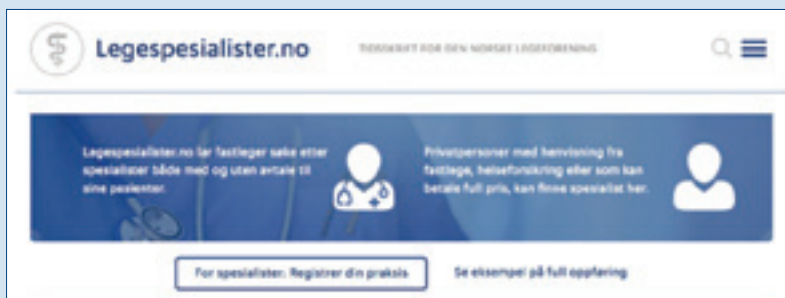 Legespesialister.no
TIDSSKRIFT FOR DEN NORSKE LEGEFORENING
Legespesialister.no lar fastleger søke etter
spesialister både med og uten avtale til
sine pasienter.
Privatpersoner med henvisning fra
fastlege, helseforsikring eller som kan
betale full pris, kan finne spesialist her.
For spesialister: Registrer din praksis
Se eksempel på full oppføring